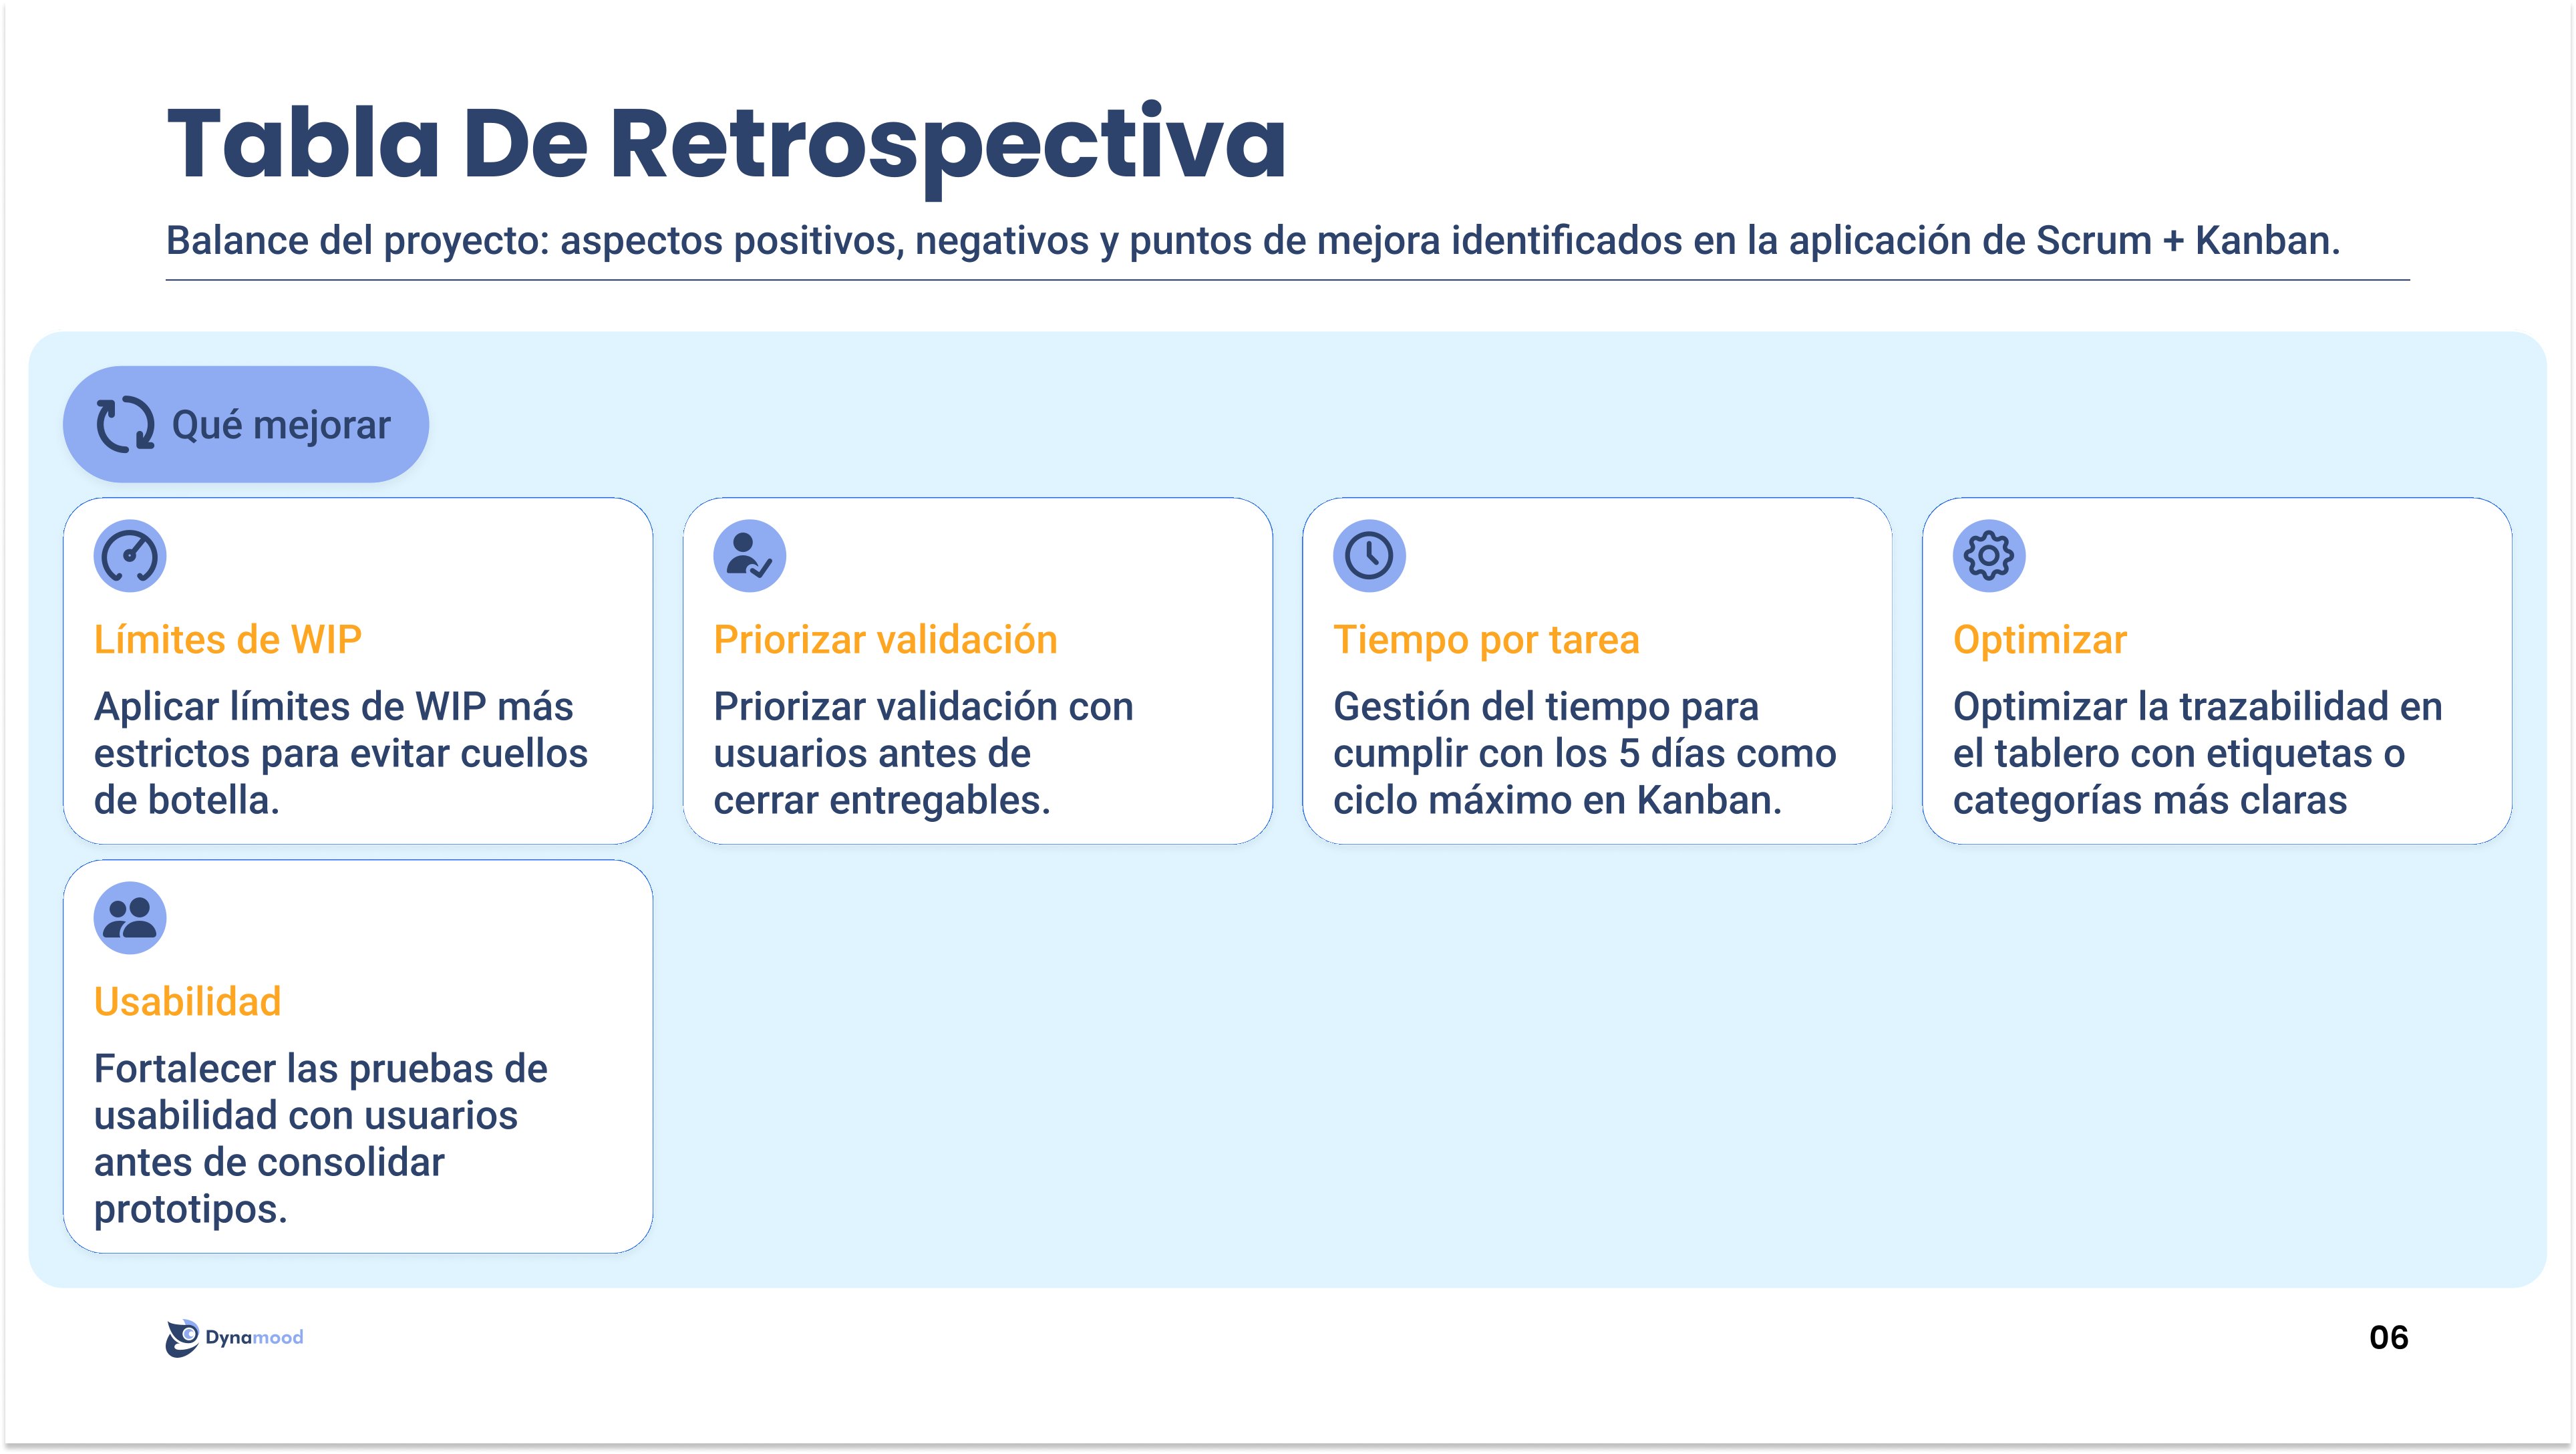 Tabla De Retrospectiva
Balance del proyecto: aspectos positivos, negativos y puntos de mejora identificados en la aplicación de Scrum + Kanban.
Qué mejorar
Límites de WIP
Aplicar límites de WIP más
estrictos para evitar cuellos
de botella.
Priorizar validación
Priorizar validación con
usuarios antes de
cerrar entregables.
Tiempo por tarea
Gestión del tiempo para
cumplir con los 5 días como
ciclo máximo en Kanban.
Optimizar
Optimizar la trazabilidad en
el tablero con etiquetas o
categorías más claras
Usabilidad
Fortalecer las pruebas de
usabilidad con usuarios
antes de consolidar
prototipos.
Dynamood
06